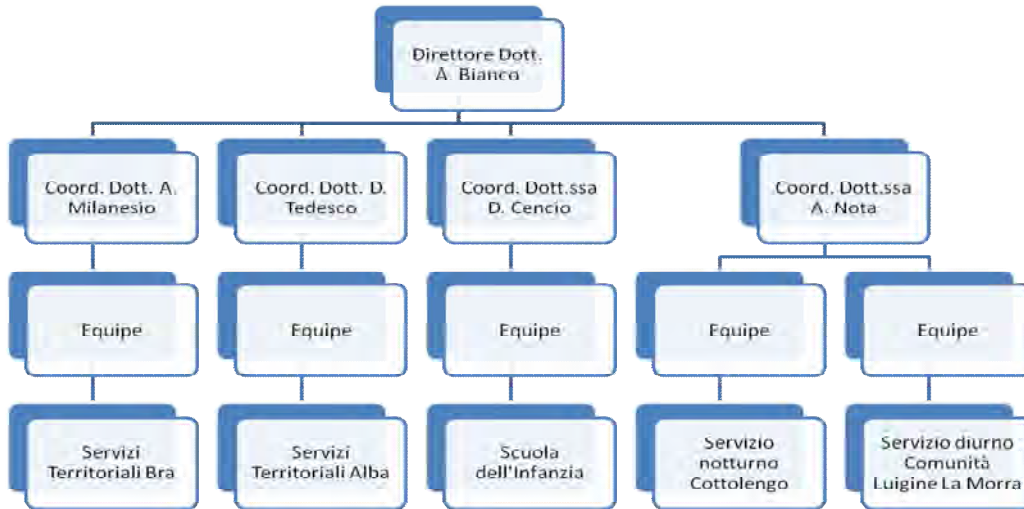 Direttore Dott.
A. Bianco
Coord. Dott. A.
Milanesio
Coord. Dott. D.
Tedesco
Coord. Dott.ssa
D. Cencio
Coord. Dott.ssa
A. Nota
Equipe
Equipe
Equipe
Equipe
Equipe
Servizi
Territoriali Bra
Servizi
Territoriali Alba
Scuola
dell'Infanzia
Servizio
notturno
Cottolengo
Servizio diurno
Comunità
Luigine La Morra